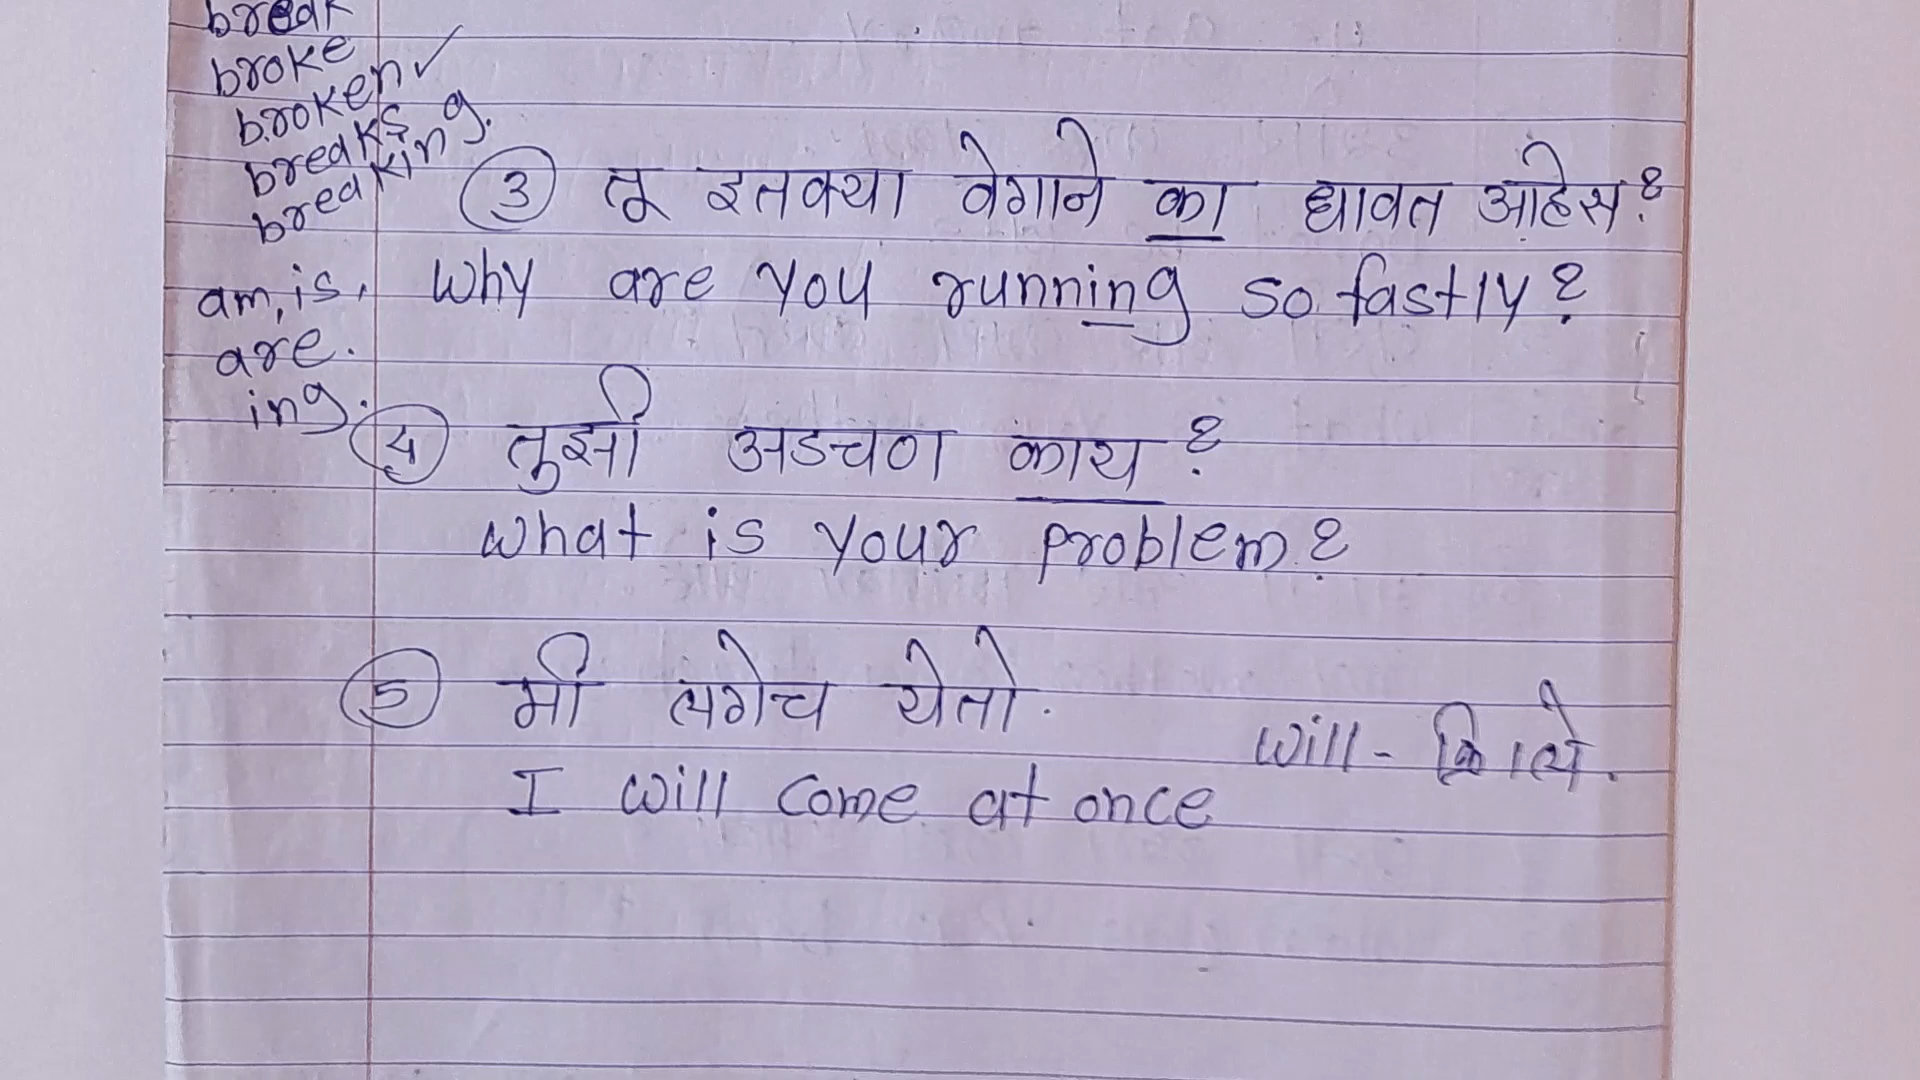 break
broke
broken ✓
breaks
breaking.
③ तू इतक्या वेगाने का धावत आहेस?
am, is,
are.
ing.
Why are you running so fastly?
④ तुझी अडचण काय?
What is your problem?
⑤ मी लगेच येतो.
will -
I will come at once